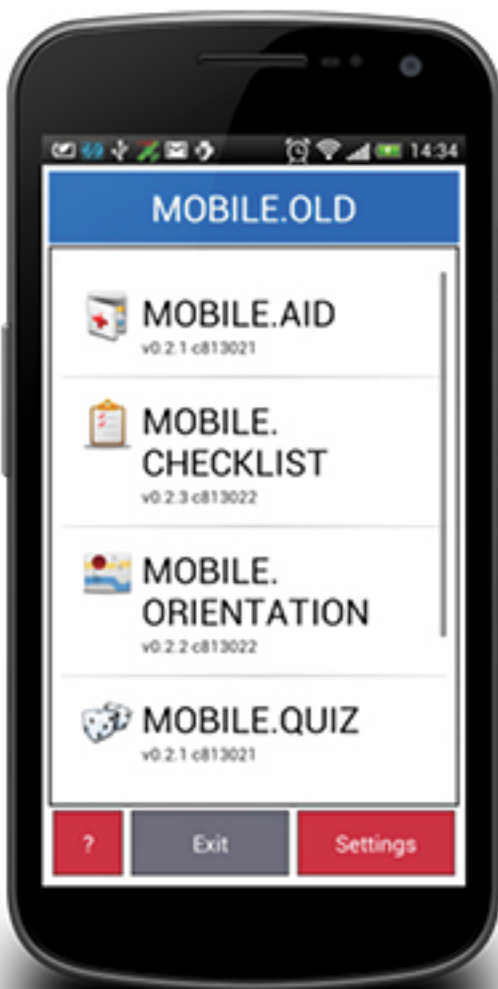 69 14:34
MOBILE.OLD
MOBILE.AID
v0.2.1 c813021
MOBILE.
CHECKLIST
v0.2.3 c813022
MOBILE.
ORIENTATION
v0.2.2 c813022
MOBILE.QUIZ
v0.2.1 c813021
? Exit Settings